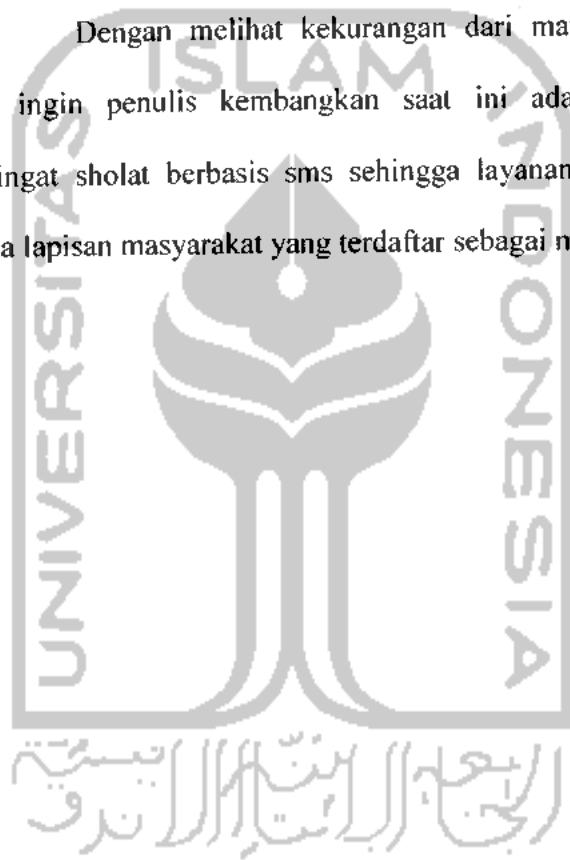 Dengan melihat kekurangan dari ma
ingin penulis kembangkan saat ini ada
ingat sholat berbasis sms sehingga layanan
a lapisan masyarakat yang terdaftar sebagai m
UNIVERSITAS
ISLAM
INDONESIA